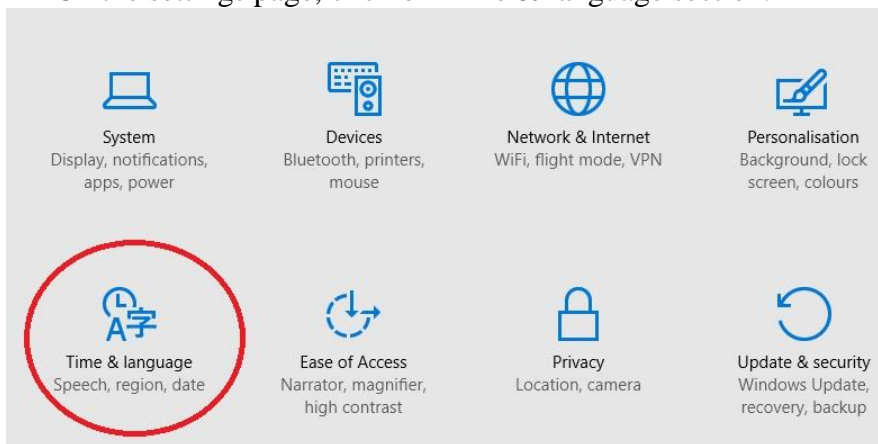 System
Display, notifications,
apps, power
Devices
Bluetooth, printers,
mouse
Network & Internet
WiFi, flight mode, VPN
Personalisation
Background, lock
screen, colours
A字
Time & language
Speech, region, date
Ease of Access
Narrator, magnifier,
high contrast
Privacy
Location, camera
Update & security
Windows Update,
recovery, backup